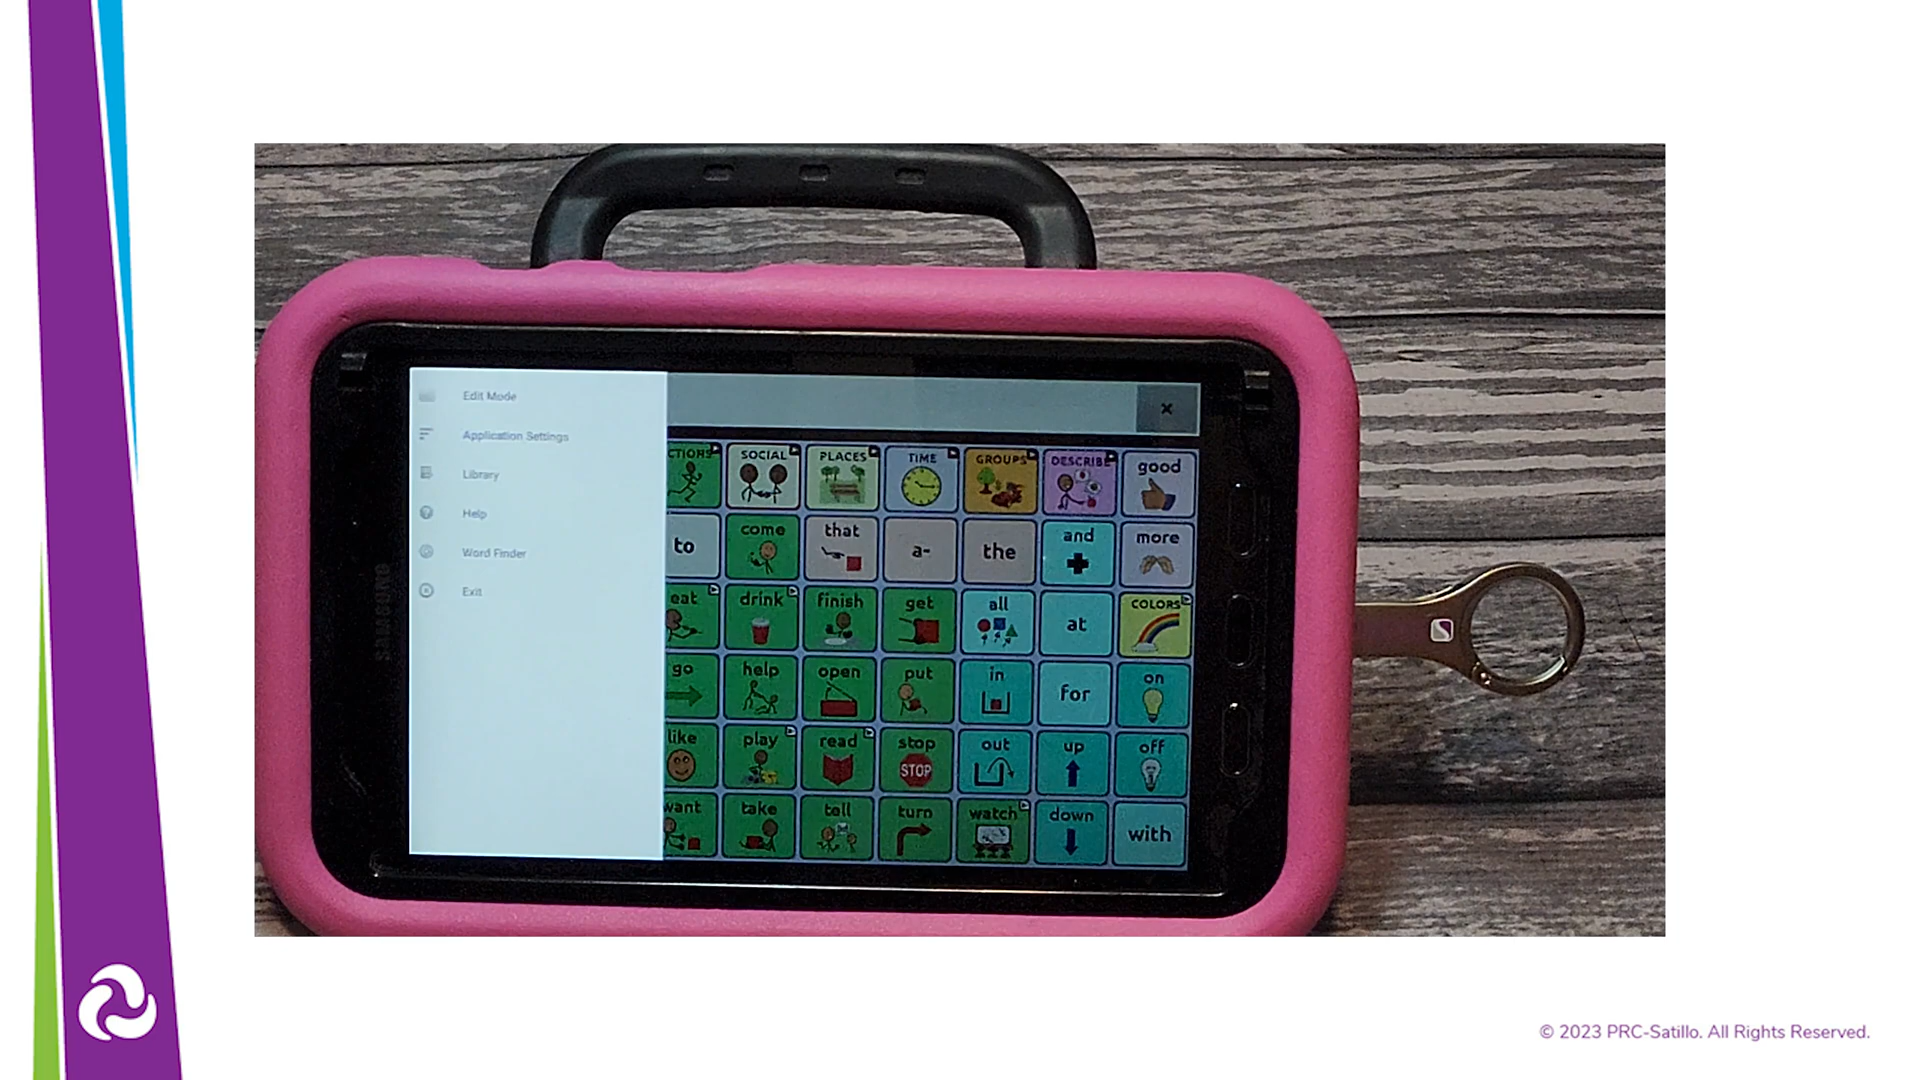 Edit Mode
Application Settings
Library
Help
Word Finder
Exit
×
CTIONS SOCIAL PLACES TIME GROUPS DESCRIBE good
to come that a- the and more
eat drink finish get all at COLORS
go help open put in for on
like play read stop STOP out up off
want take tell turn watch down with
SAMSUNG
© 2023 PRC-Satillo. All Rights Reserved.